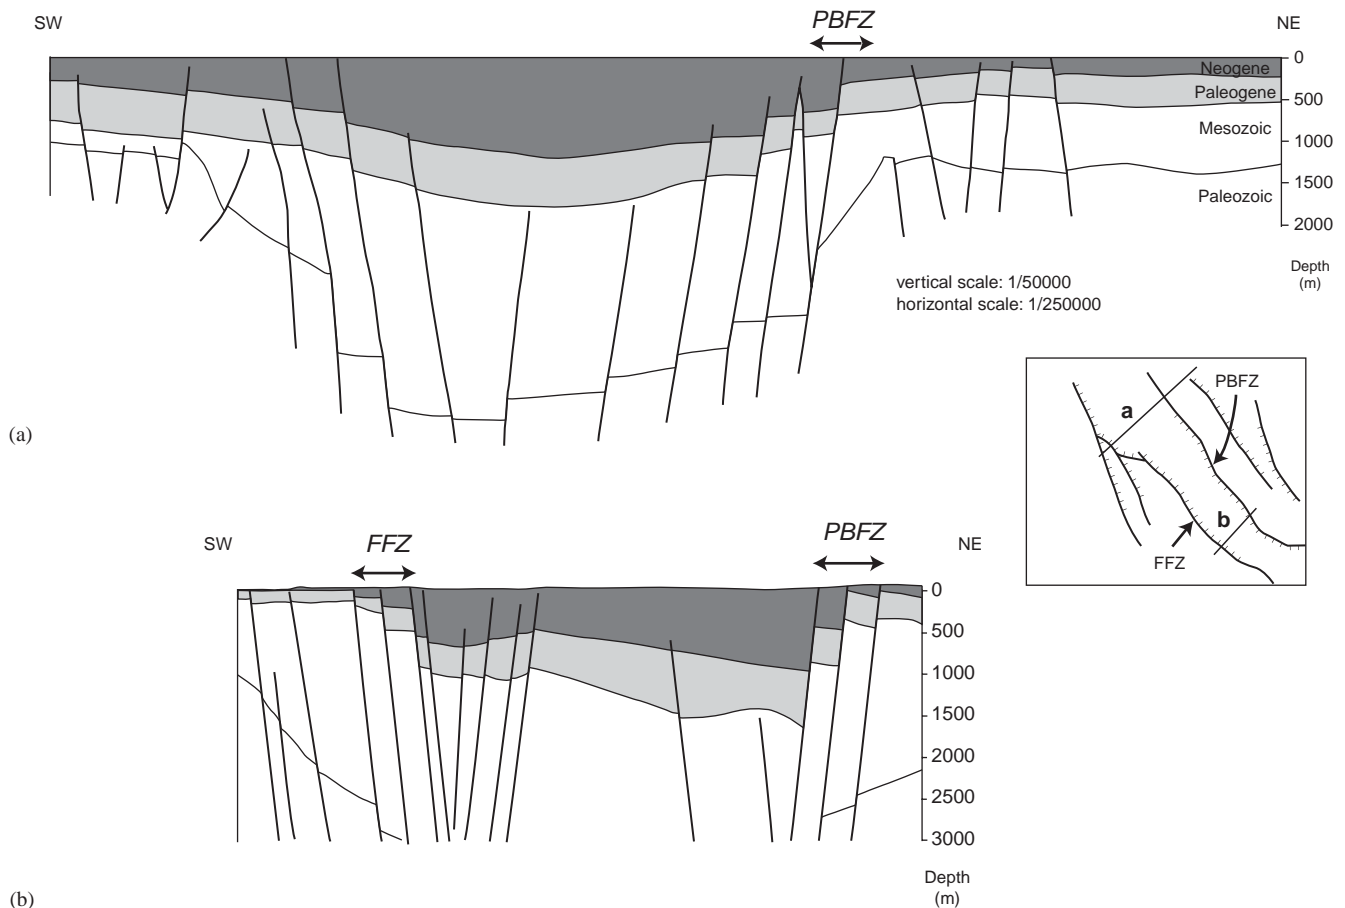 SW
PBFZ
NE
0
Neogene
Paleogene
500
Mesozoic
1000
1500
Paleozoic
2000
Depth
(m)
vertical scale: 1/50000
horizontal scale: 1/250000
(a)
PBFZ
a
b
FFZ
SW
FFZ
PBFZ
NE
0
500
1000
1500
2000
2500
3000
Depth
(m)
(b)